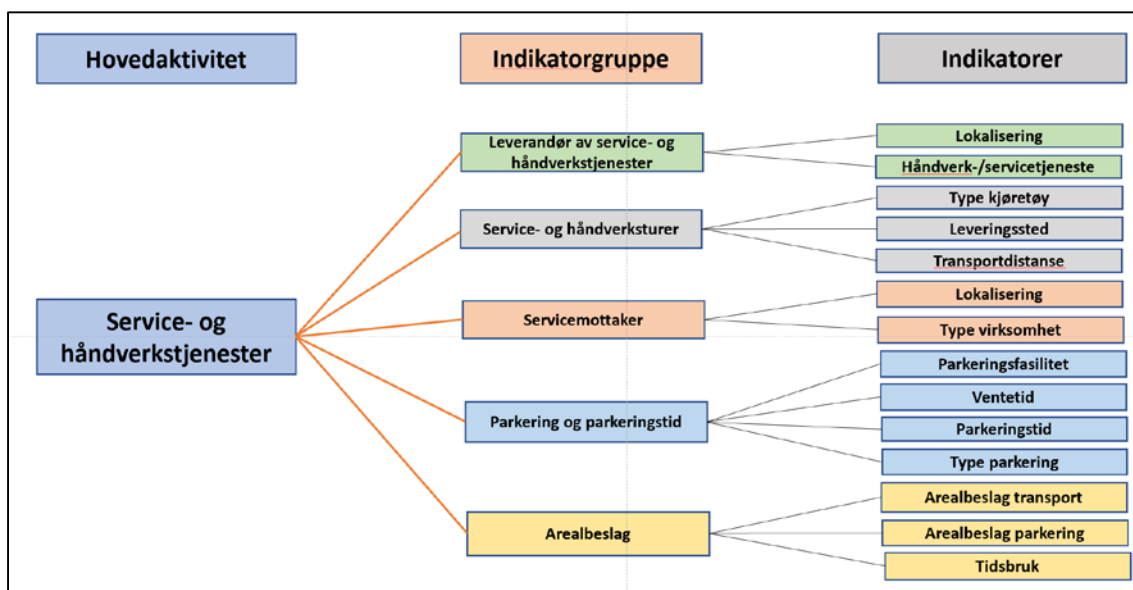 Hovedaktivitet
Indikatorgruppe
Indikatorer
Leverandør av service- og
håndverkstjenester
Lokalisering
Håndverk-/servicetjeneste
Service- og håndverksturer
Type kjøretøy
Leveringssted
Transportdistanse
Service- og
håndverkstjenester
Servicemottaker
Lokalisering
Type virksomhet
Parkering og parkeringstid
Parkeringsfasilitet
Ventetid
Parkeringstid
Type parkering
Arealbeslag
Arealbeslag transport
Arealbeslag parkering
Tidsbruk